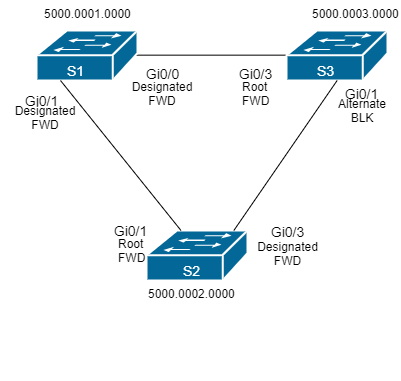 5000.0001.0000
5000.0003.0000
S1
S3
Gi0/0
Designated
FWD
Gi0/3
Root
FWD
Gi0/1
Designated
FWD
Gi0/1
Alternate
BLK
Gi0/1
Root
FWD
Gi0/3
Designated
FWD
S2
5000.0002.0000